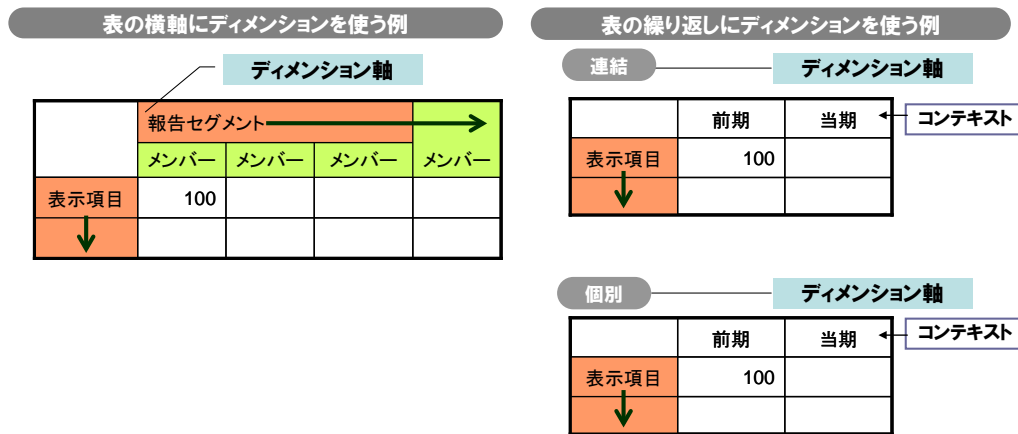 表の横軸にディメンションを使う例
ディメンション軸
報告セグメント
メンバー メンバー メンバー メンバー
表示項目 100
表の繰り返しにディメンションを使う例
連結 ディメンション軸
前期 当期 コンテキスト
表示項目 100
個別 ディメンション軸
前期 当期 コンテキスト
表示項目 100